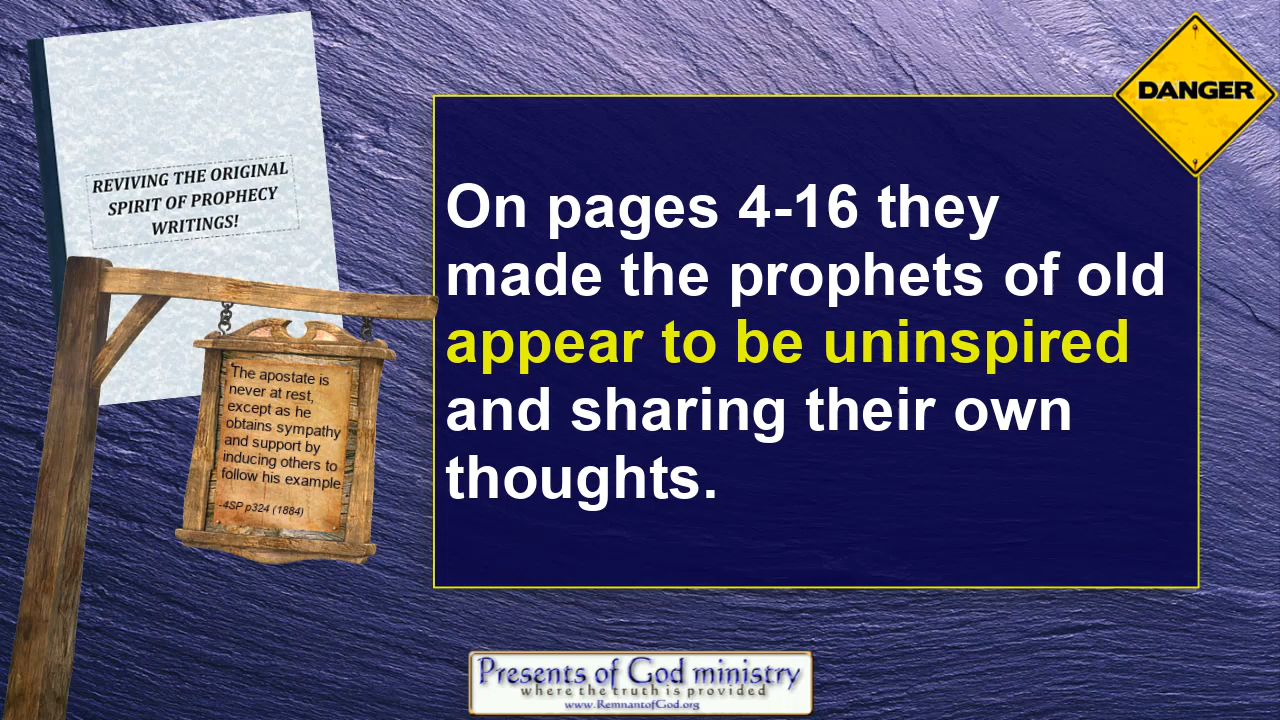 REVIVING THE ORIGINAL
SPIRIT OF PROPHECY
WRITINGS!
The apostate is
never at rest,
except as he
obtains sympathy
and support by
inducing others to
follow his example
-4SP p324 (1884)
DANGER
On pages 4-16 they
made the prophets of old
appear to be uninspired
and sharing their own
thoughts.
Presents of God ministry
where the truth is provided
www.RemnantofGod.org